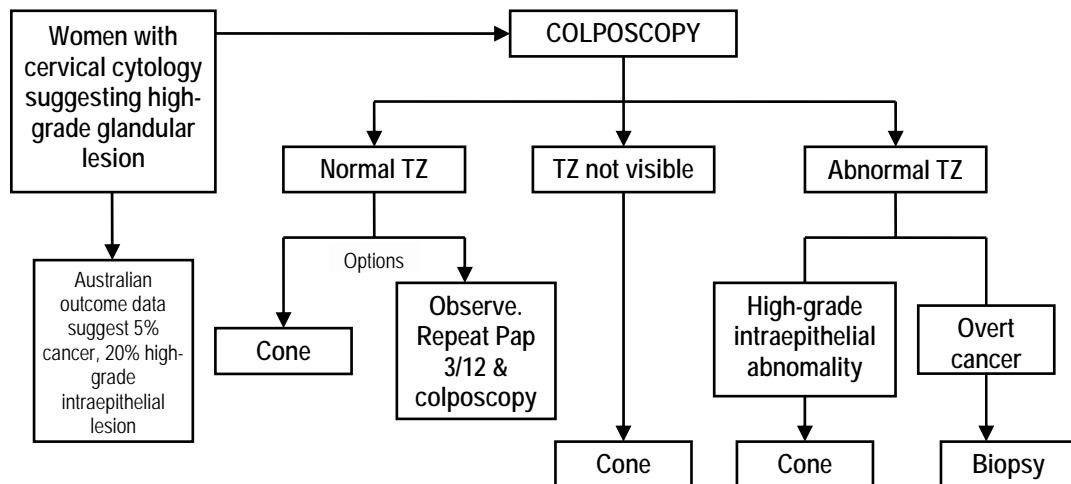 Women with
cervical cytology
suggesting high-
grade glandular
lesion
COLPOSCOPY
Normal TZ
TZ not visible
Abnormal TZ
Options
Australian
outcome data
suggest 5%
cancer, 20% high-
grade
intraepithelial
lesion
Cone
Observe.
Repeat Pap
3/12 &
colposcopy
High-grade
intraepithelial
abnomality
Overt
cancer
Cone
Cone
Biopsy